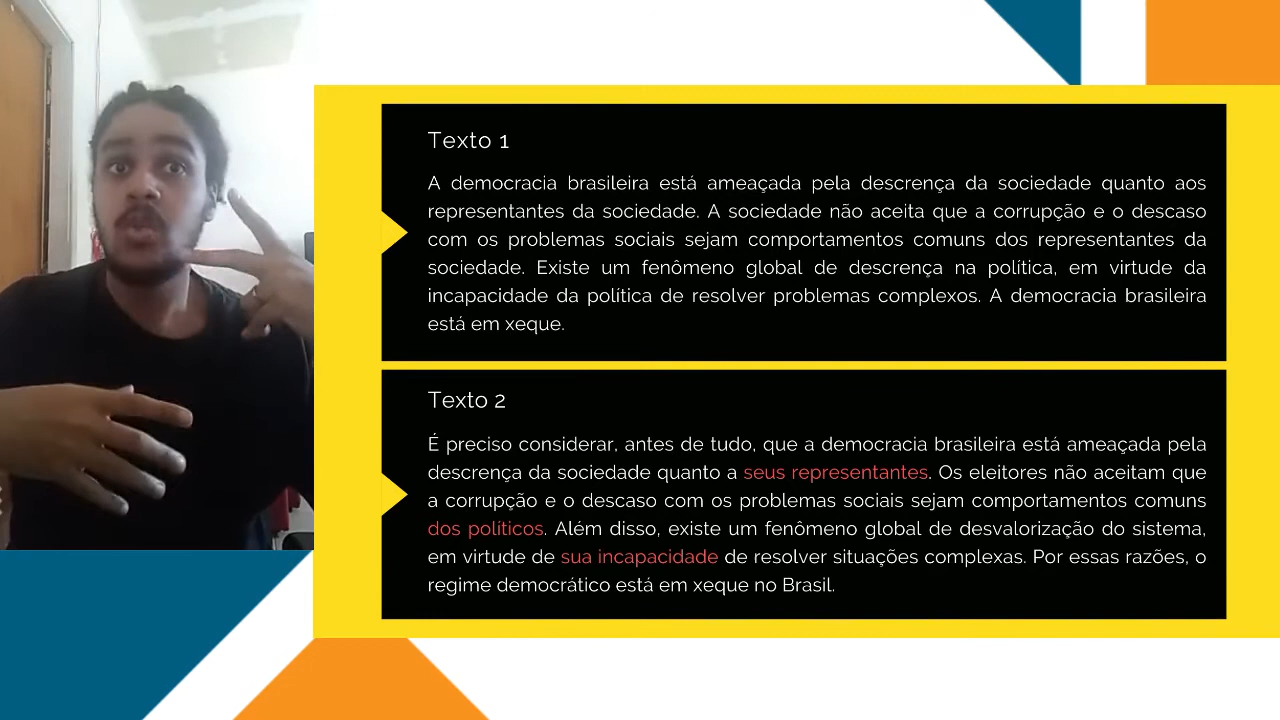 Texto 1
A democracia brasileira está ameaçada pela descrença da sociedade quanto aos
representantes da sociedade. A sociedade não aceita que a corrupção e o descaso
com os problemas sociais sejam comportamentos comuns dos representantes da
sociedade. Existe um fenômeno global de descrença na política, em virtude da
incapacidade da política de resolver problemas complexos. A democracia brasileira
está em xeque.
Texto 2
É preciso considerar, antes de tudo, que a democracia brasileira está ameaçada pela
descrença da sociedade quanto a seus representantes. Os eleitores não aceitam que
a corrupção e o descaso com os problemas sociais sejam comportamentos comuns
dos políticos. Além disso, existe um fenômeno global de desvalorização do sistema,
em virtude de sua incapacidade de resolver situações complexas. Por essas razões, o
regime democrático está em xeque no Brasil.